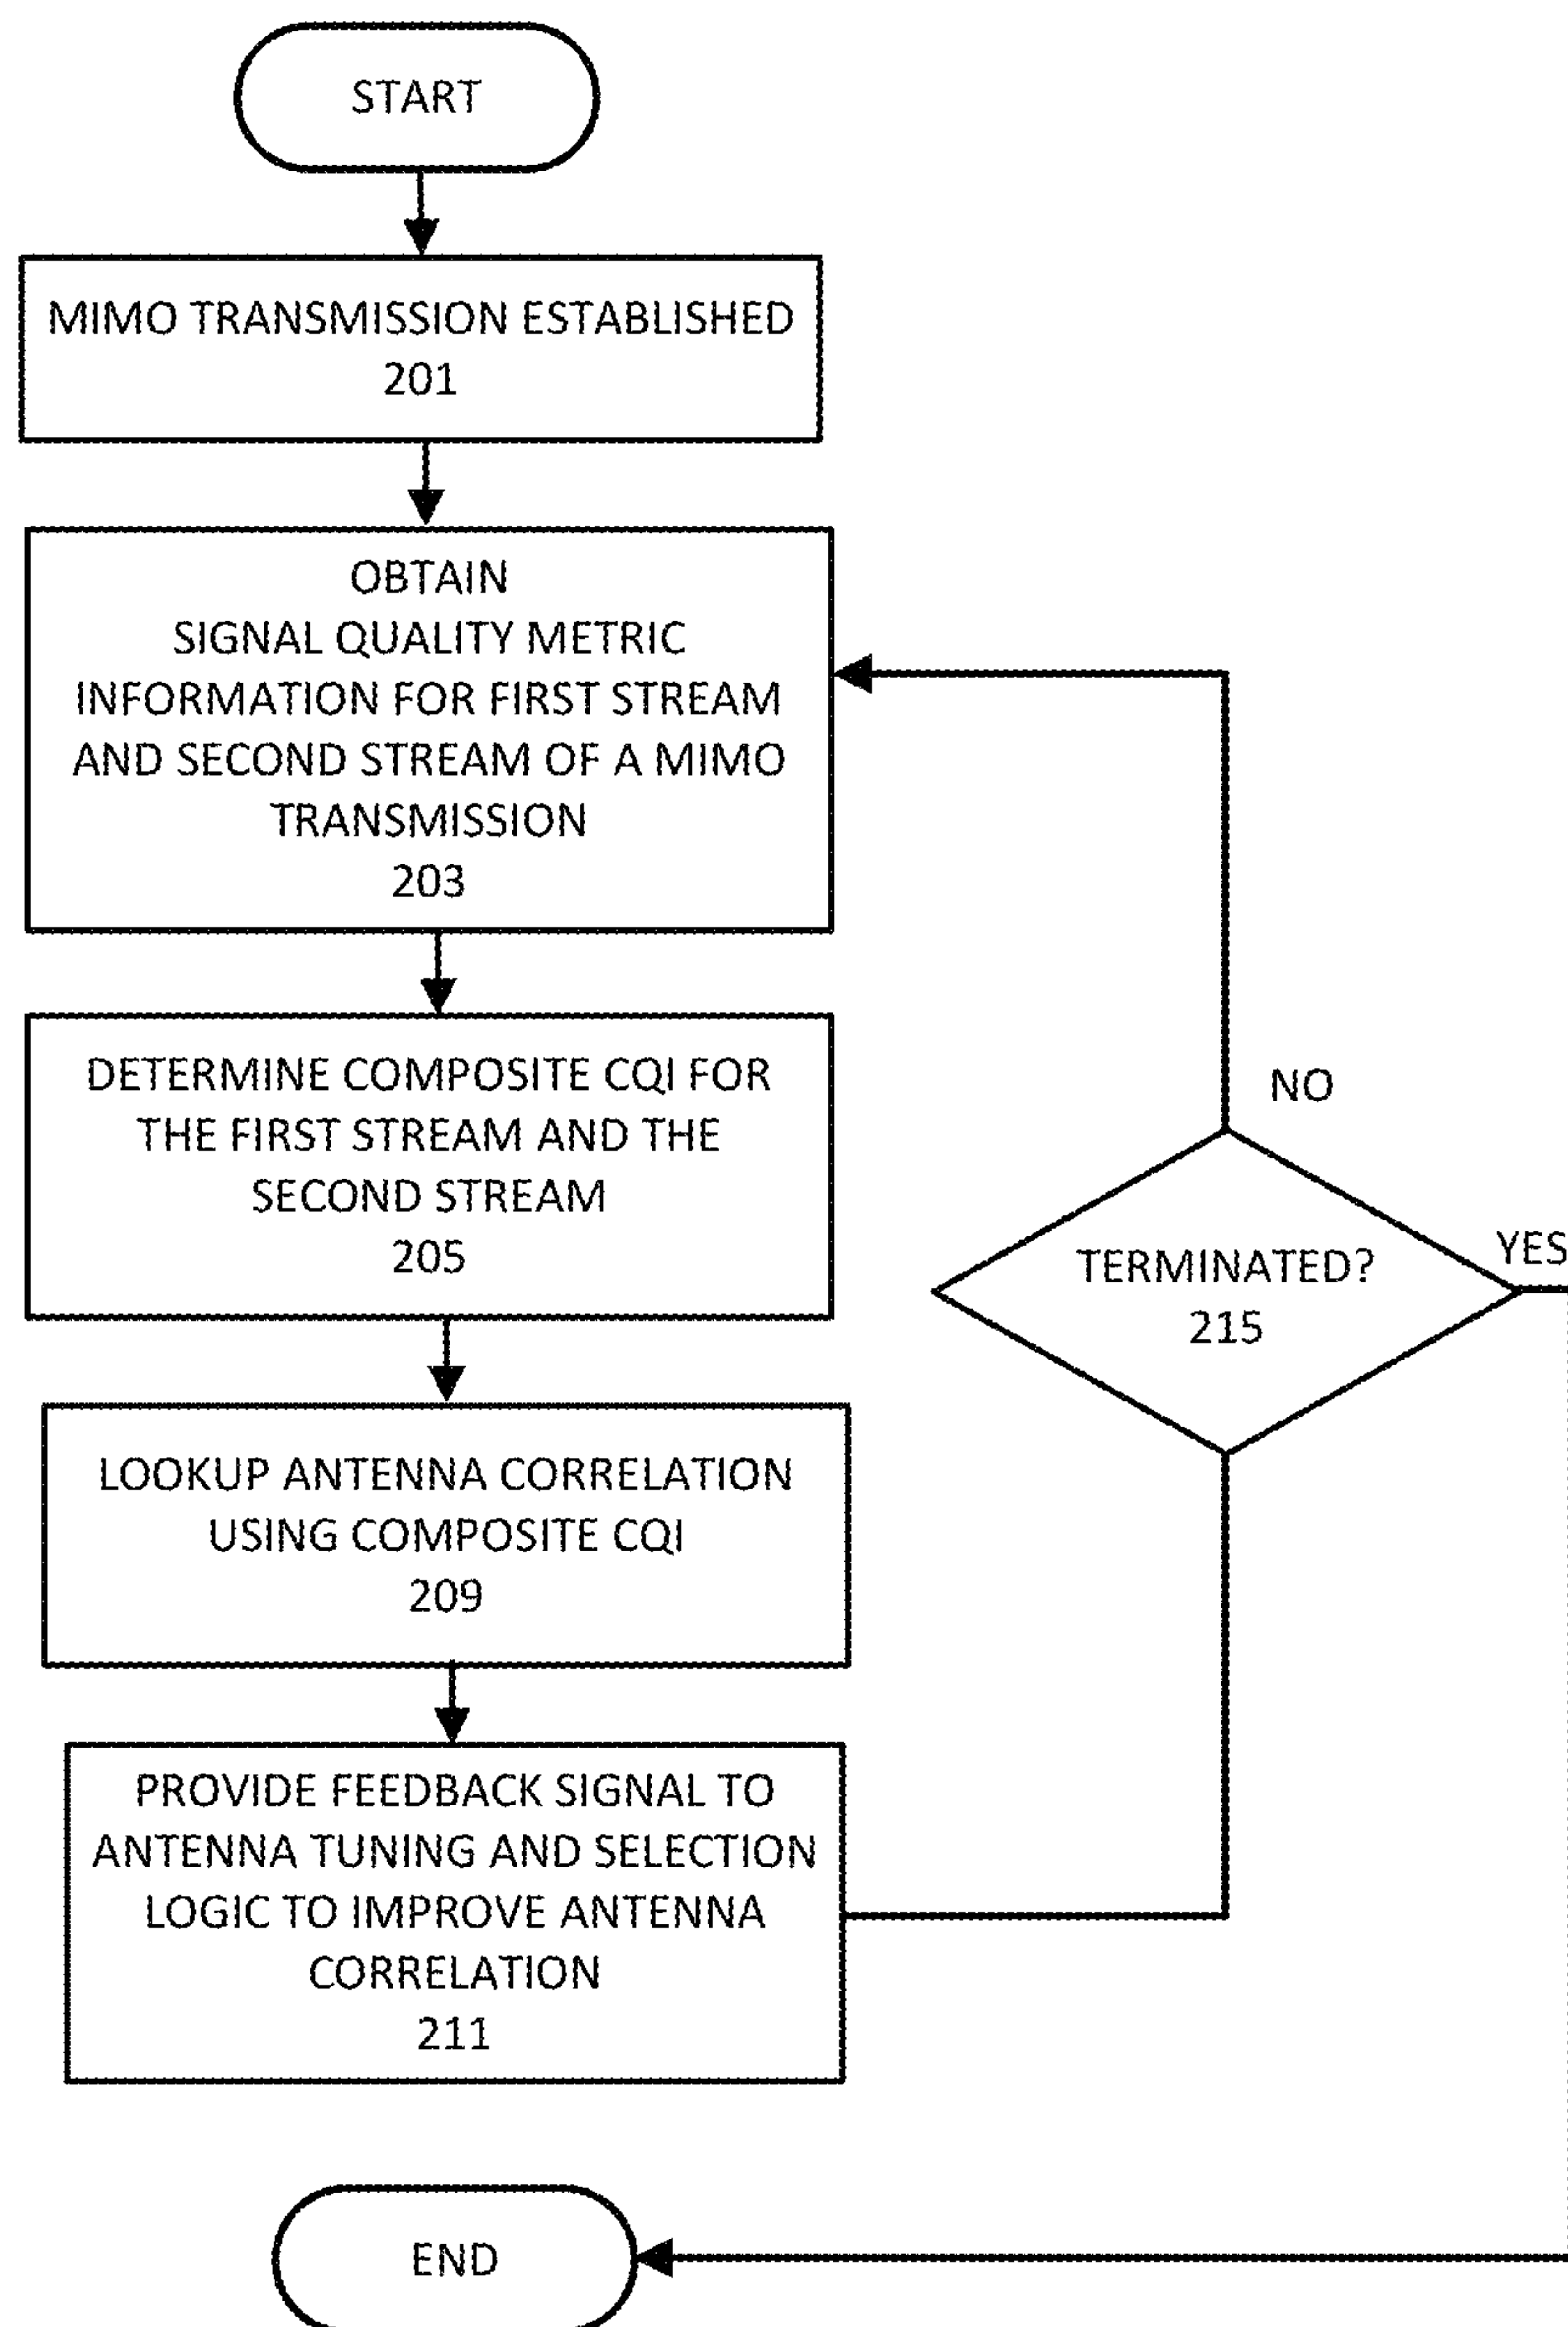 START
MIMO TRANSMISSION ESTABLISHED
201
OBTAIN
SIGNAL QUALITY METRIC
INFORMATION FOR FIRST STREAM
AND SECOND STREAM OF A MIMO
TRANSMISSION
203
DETERMINE COMPOSITE CQI FOR
THE FIRST STREAM AND THE
SECOND STREAM
205
LOOKUP ANTENNA CORRELATION
USING COMPOSITE CQI
209
PROVIDE FEEDBACK SIGNAL TO
ANTENNA TUNING AND SELECTION
LOGIC TO IMPROVE ANTENNA
CORRELATION
211
NO
TERMINATED?
215
YES
END